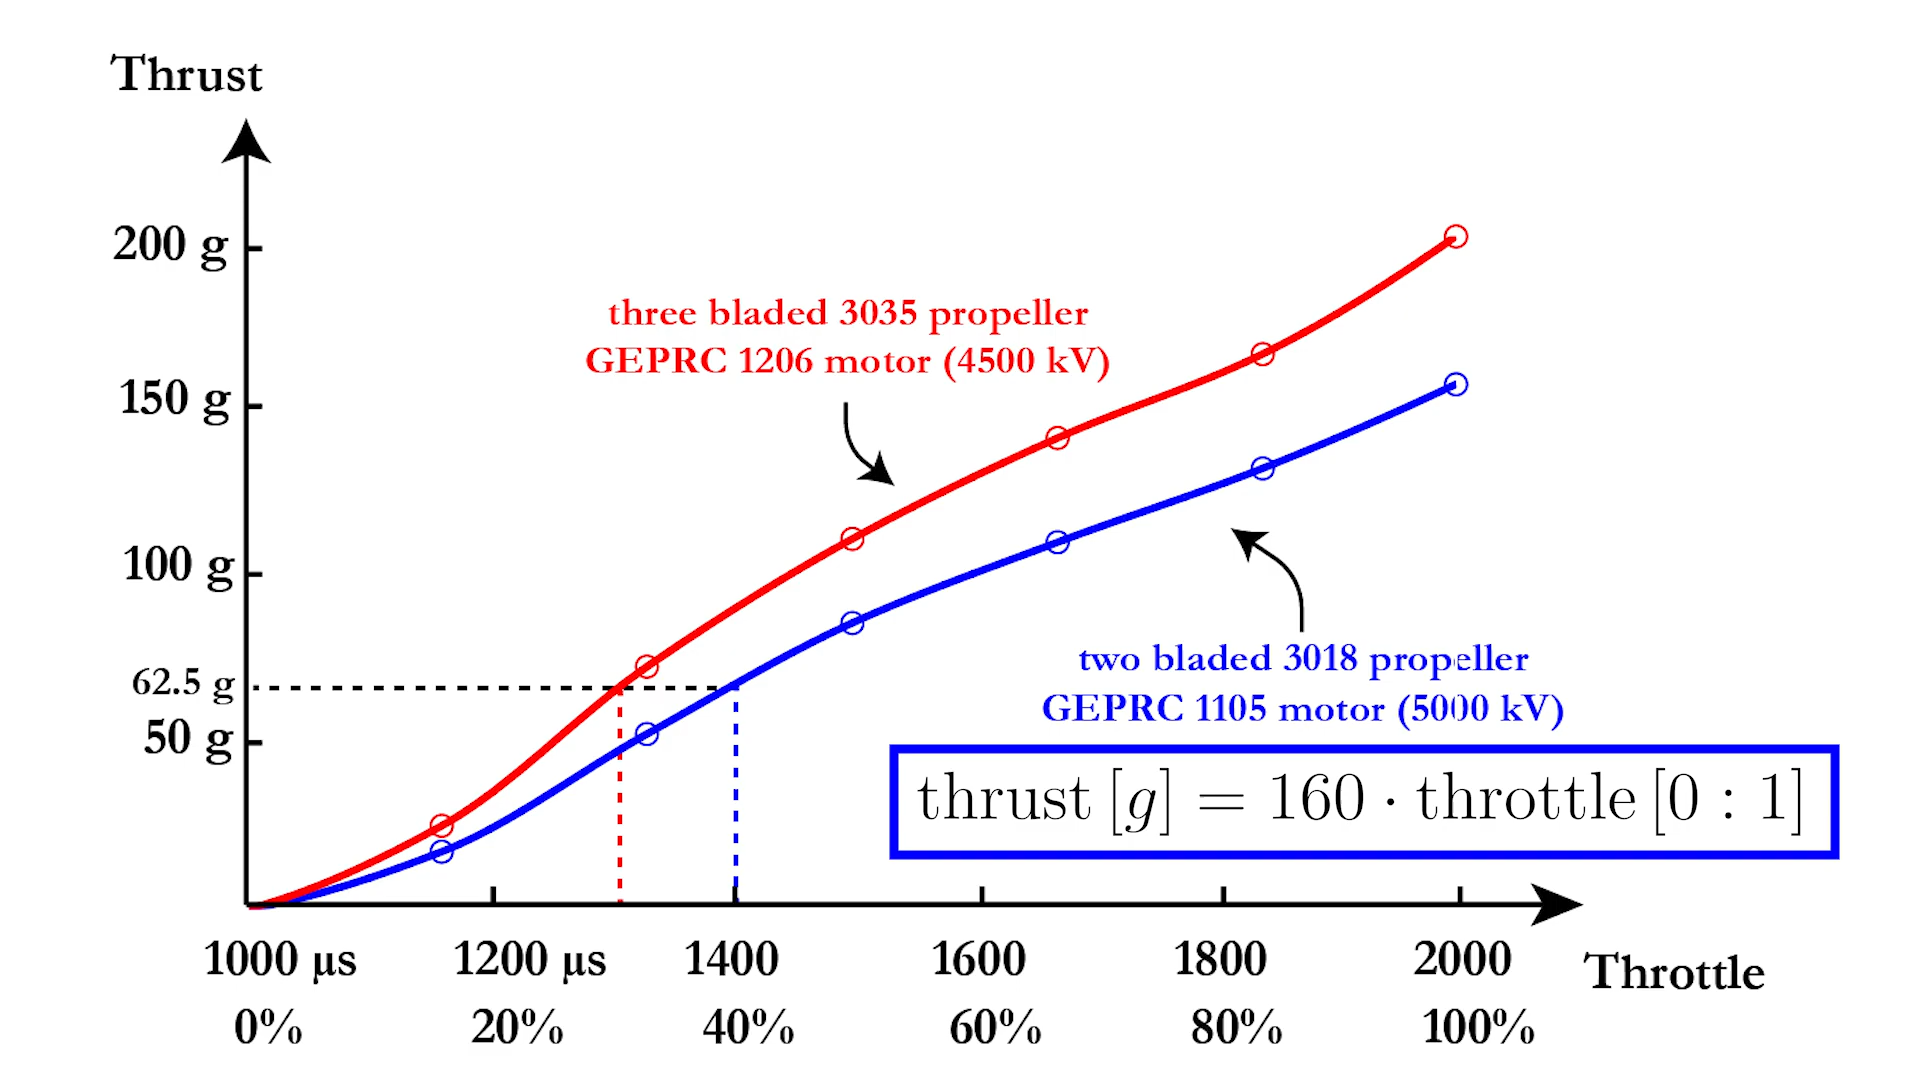 Thrust
200 g
three bladed 3035 propeller
GEPRC 1206 motor (4500 kV)
150 g
100 g
62.5 g
two bladed 3018 propeller
GEPRC 1105 motor (5000 kV)
50 g
thrust [g] = 160 · throttle [0 : 1]
1000 μs 1200 μs 1400 1600 1800 2000
Throttle
0% 20% 40% 60% 80% 100%